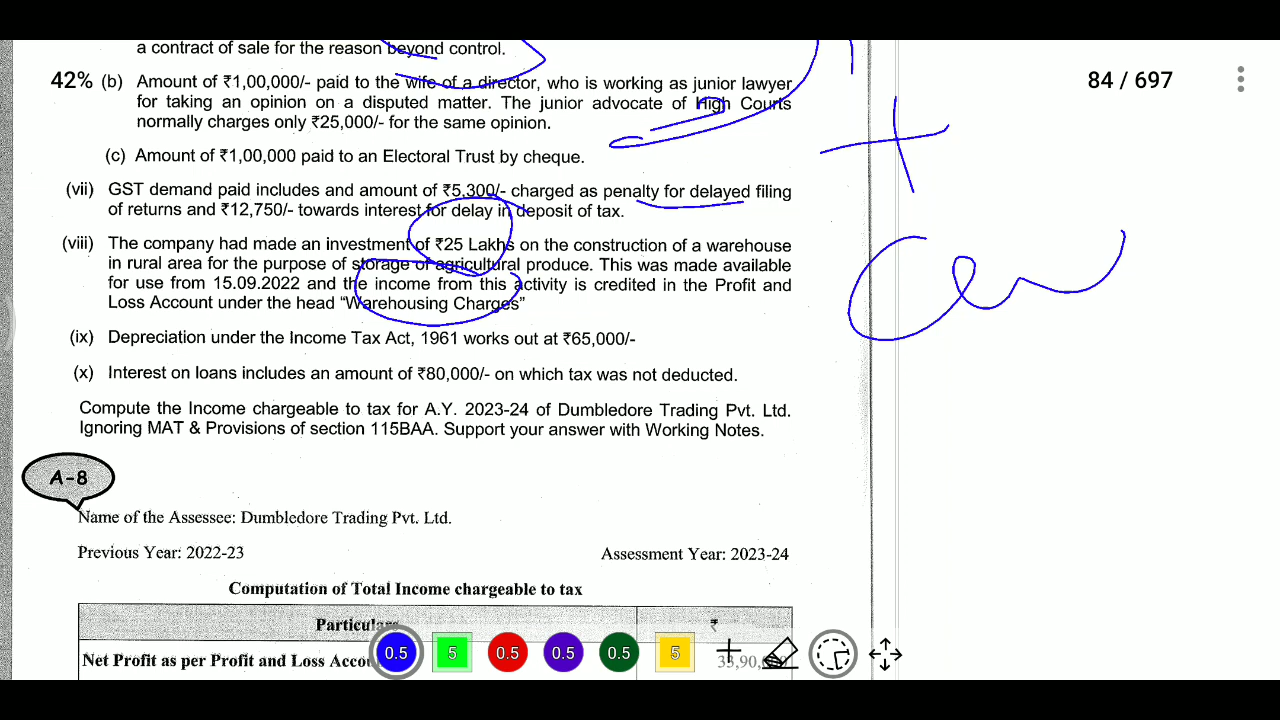 a contract of sale for the reason beyond control.
84 / 697
42% (b) Amount of ₹1,00,000/- paid to the wife of a director, who is working as junior lawyer
for taking an opinion on a disputed matter. The junior advocate of High Courts
normally charges only ₹25,000/- for the same opinion.
(c) Amount of ₹1,00,000 paid to an Electoral Trust by cheque.
(vii) GST demand paid includes and amount of ₹5,300/- charged as penalty for delayed filing
of returns and ₹12,750/- towards interest for delay in deposit of tax.
(viii) The company had made an investment of ₹25 Lakhs on the construction of a warehouse
in rural area for the purpose of storage of agricultural produce. This was made available
for use from 15.09.2022 and the income from this activity is credited in the Profit and
Loss Account under the head “Warehousing Charges”
(ix) Depreciation under the Income Tax Act, 1961 works out at ₹65,000/-
(x) Interest on loans includes an amount of ₹80,000/- on which tax was not deducted.
Compute the Income chargeable to tax for A.Y. 2023-24 of Dumbledore Trading Pvt. Ltd.
Ignoring MAT & Provisions of section 115BAA. Support your answer with Working Notes.
A-8
Name of the Assessee: Dumbledore Trading Pvt. Ltd.
Previous Year: 2022-23 Assessment Year: 2023-24
Computation of Total Income chargeable to tax
Particulars ₹
Net Profit as per Profit and Loss
0.5 5 0.5 0.5 0.5 5